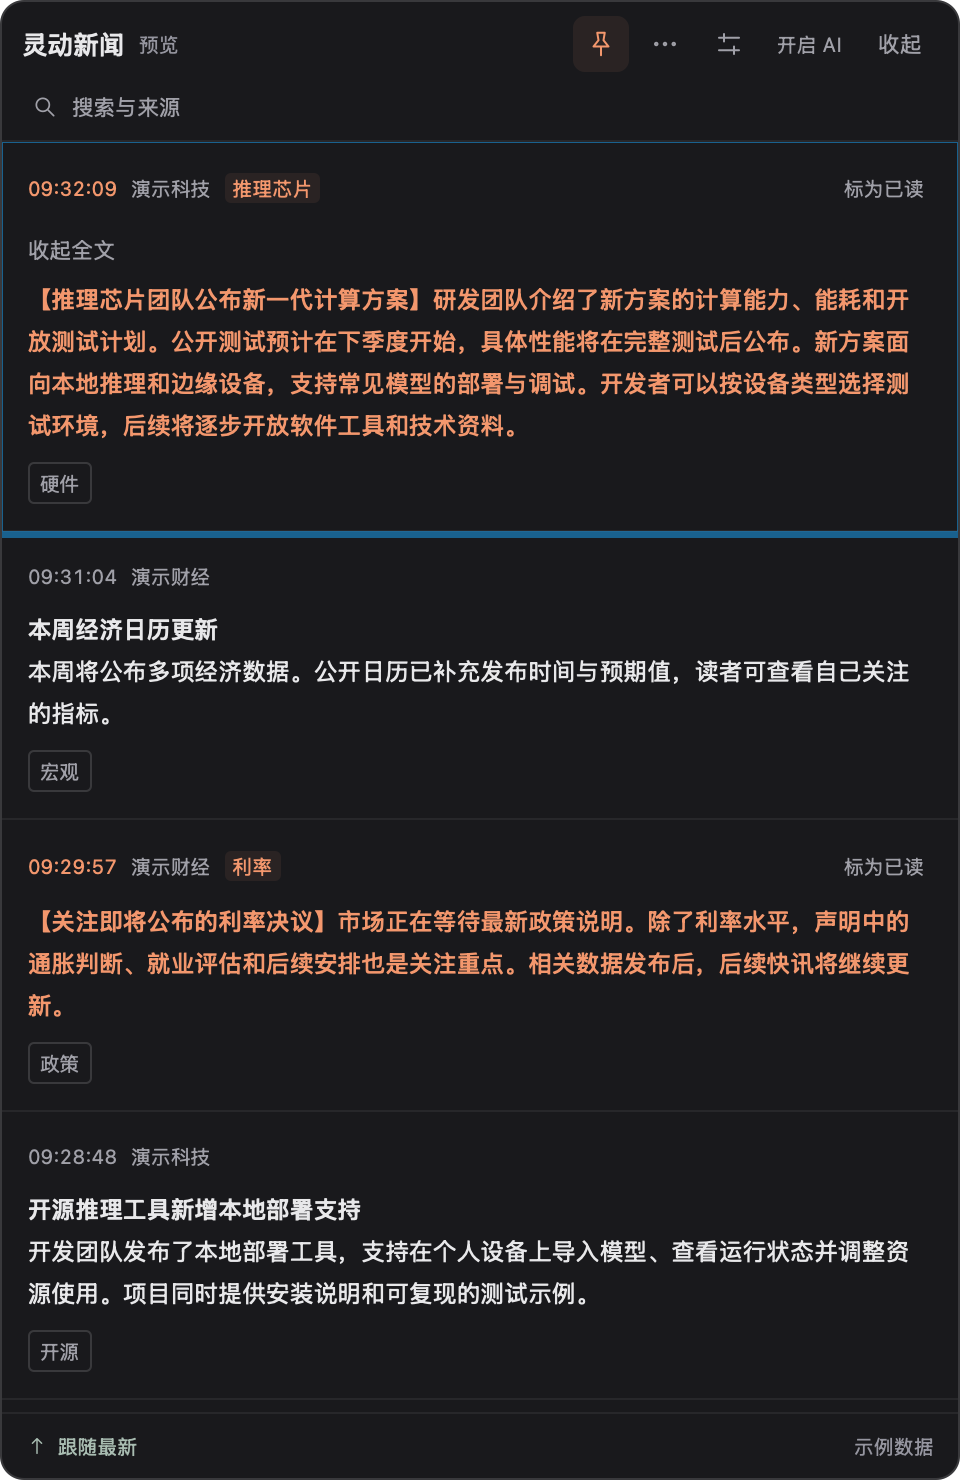 灵动新闻 预览 开启 AI 收起
搜索与来源
09:32:09 演示科技 推理芯片 标为已读
收起全文
【推理芯片团队公布新一代计算方案】研发团队介绍了新方案的计算能力、能耗和开
放测试计划。公开测试预计在下季度开始，具体性能将在完整测试后公布。新方案面
向本地推理和边缘设备，支持常见模型的部署与调试。开发者可以按设备类型选择测
试环境，后续将逐步开放软件工具和技术资料。
硬件
09:31:04 演示财经
本周经济日历更新
本周将公布多项经济数据。公开日历已补充发布时间与预期值，读者可查看自己关注
的指标。
宏观
09:29:57 演示财经 利率 标为已读
【关注即将公布的利率决议】市场正在等待最新政策说明。除了利率水平，声明中的
通胀判断、就业评估和后续安排也是关注重点。相关数据发布后，后续快讯将继续更
新。
政策
09:28:48 演示科技
开源推理工具新增本地部署支持
开发团队发布了本地部署工具，支持在个人设备上导入模型、查看运行状态并调整资
源使用。项目同时提供安装说明和可复现的测试示例。
开源
↑ 跟随最新 示例数据